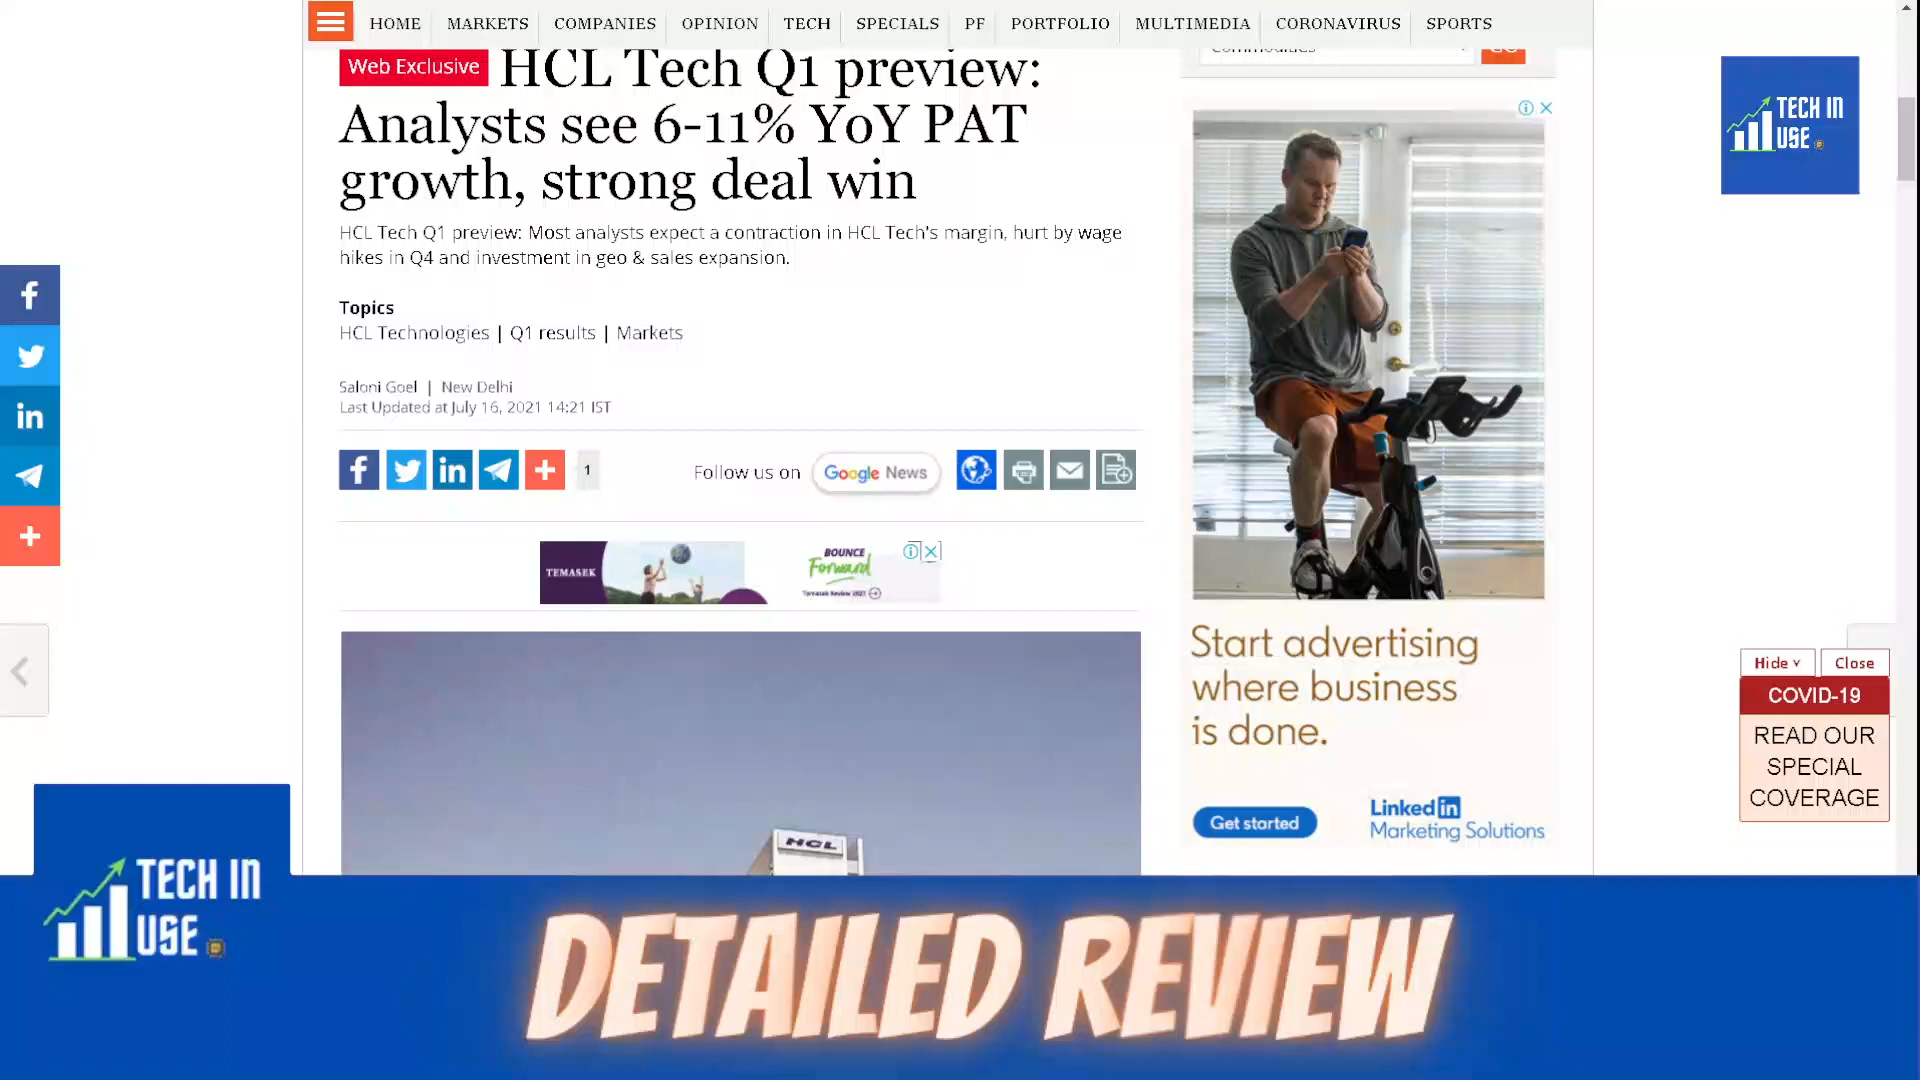 HOME MARKETS COMPANIES OPINION TECH SPECIALS PF PORTFOLIO MULTIMEDIA CORONAVIRUS SPORTS
Web Exclusive HCL Tech Q1 preview:
Analysts see 6-11% YoY PAT
growth, strong deal win
HCL Tech Q1 preview: Most analysts expect a contraction in HCL Tech's margin, hurt by wage
hikes in Q4 and investment in geo & sales expansion.
Topics
HCL Technologies | Q1 results | Markets
Saloni Goel | New Delhi
Last Updated at July 16, 2021 14:21 IST
1
Follow us on Google News
TEMASEK
BOUNCE
Forward
Temasek Review 2021
HCL
Commodities
GO
Start advertising
where business
is done.
Get started
Linked in
Marketing Solutions
TECH IN
USE
Hide v Close
COVID-19
READ OUR
SPECIAL
COVERAGE
TECH IN
USE
DETAILED REVIEW